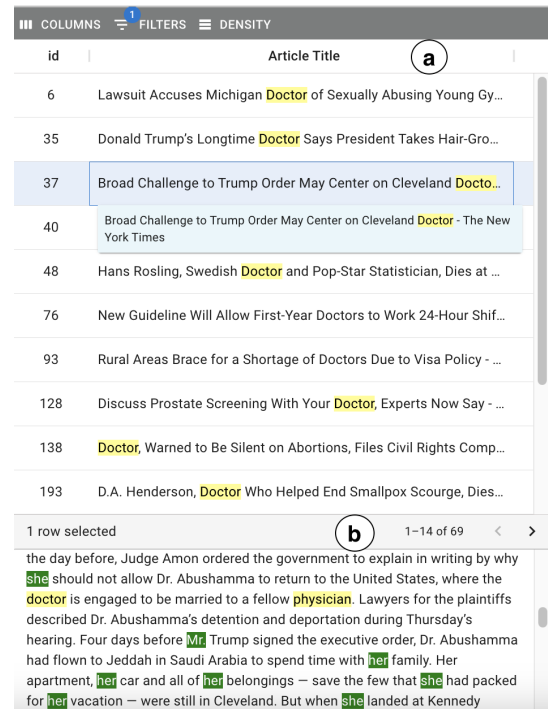 COLUMNS 1 FILTERS DENSITY
id Article Title a
6 Lawsuit Accuses Michigan Doctor of Sexually Abusing Young Gy…
35 Donald Trump's Longtime Doctor Says President Takes Hair-Gro…
37 Broad Challenge to Trump Order May Center on Cleveland Docto…
40 Broad Challenge to Trump Order May Center on Cleveland Doctor - The New
York Times
48 Hans Rosling, Swedish Doctor and Pop-Star Statistician, Dies at …
76 New Guideline Will Allow First-Year Doctors to Work 24-Hour Shif…
93 Rural Areas Brace for a Shortage of Doctors Due to Visa Policy - …
128 Discuss Prostate Screening With Your Doctor, Experts Now Say - …
138 Doctor, Warned to Be Silent on Abortions, Files Civil Rights Comp…
193 D.A. Henderson, Doctor Who Helped End Smallpox Scourge, Dies…
1 row selected b 1–14 of 69
the day before, Judge Amon ordered the government to explain in writing by why
she should not allow Dr. Abushamma to return to the United States, where the
doctor is engaged to be married to a fellow physician. Lawyers for the plaintiffs
described Dr. Abushamma's detention and deportation during Thursday's
hearing. Four days before Mr. Trump signed the executive order, Dr. Abushamma
had flown to Jeddah in Saudi Arabia to spend time with her family. Her
apartment, her car and all of her belongings — save the few that she had packed
for her vacation — were still in Cleveland. But when she landed at Kennedy